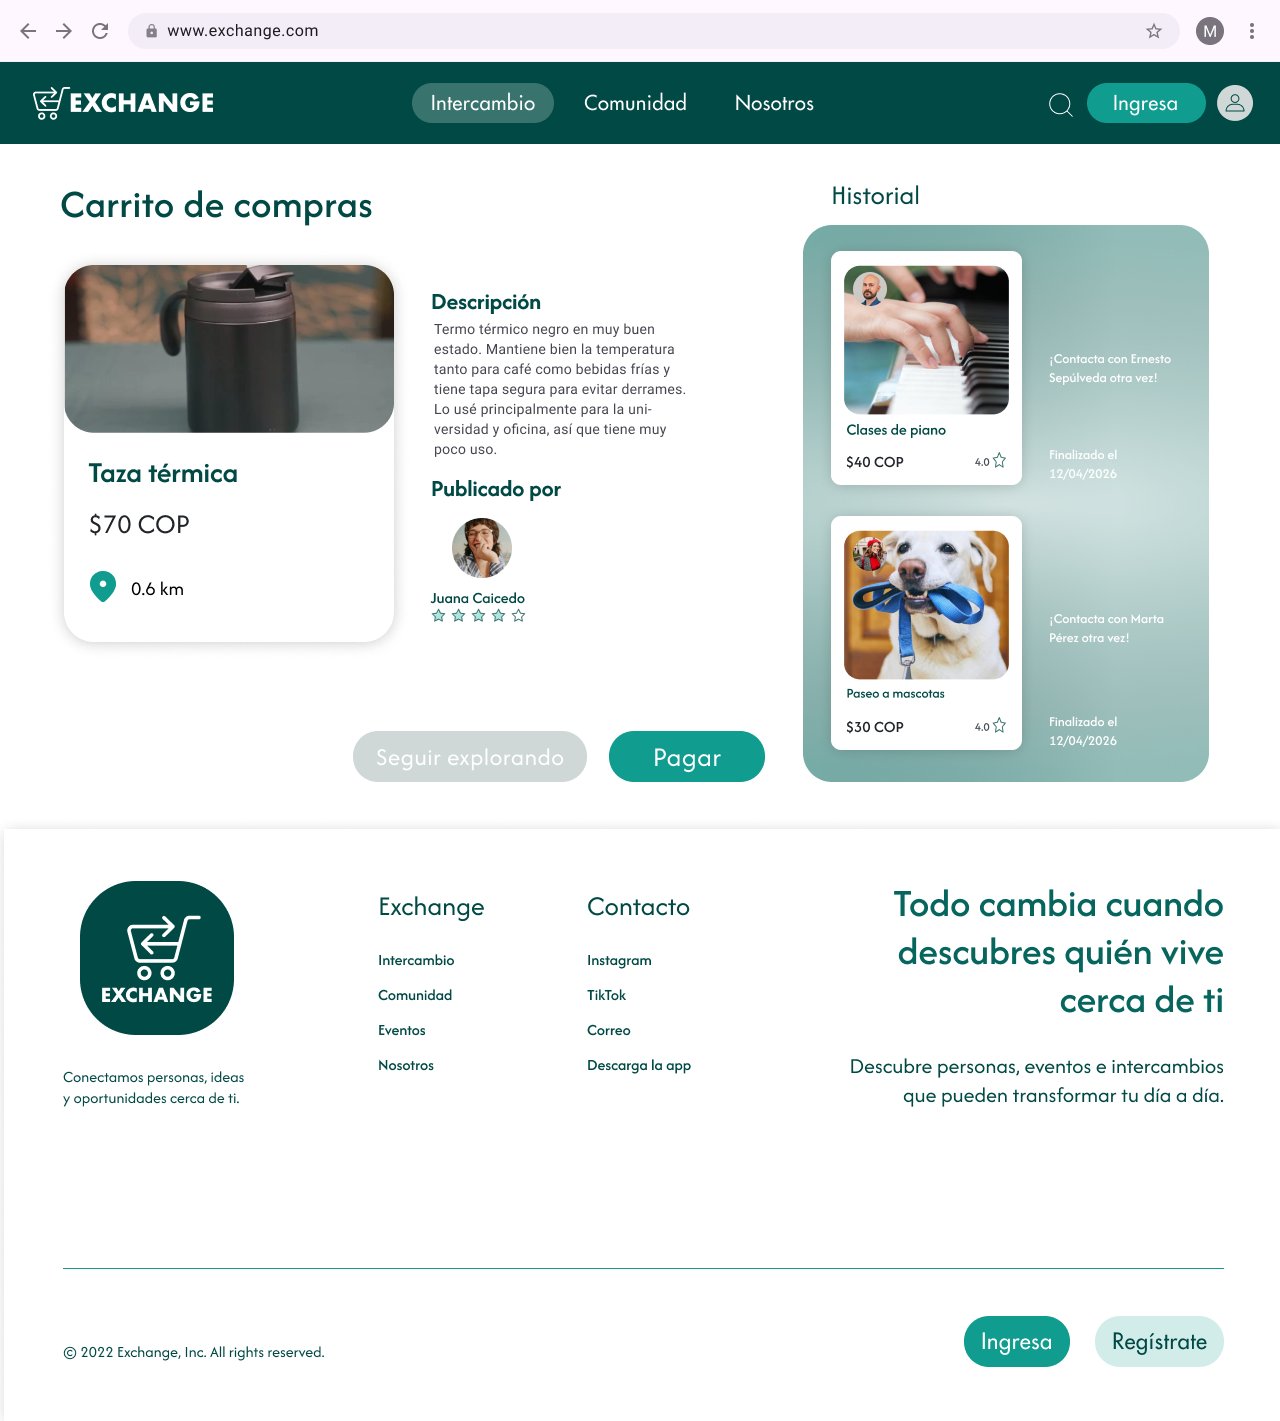 www.exchange.com
M
EXCHANGE
Intercambio
Comunidad
Nosotros
Ingresa
Carrito de compras
Taza térmica
$70 COP
0.6 km
Descripción
Termo térmico negro en muy buen
estado. Mantiene bien la temperatura
tanto para café como bebidas frías y
tiene tapa segura para evitar derrames.
Lo usé principalmente para la uni-
versidad y oficina, así que tiene muy
poco uso.
Publicado por
Juana Caicedo
Seguir explorando
Pagar
Historial
Clases de piano
$40 COP
4.0
¡Contacta con Ernesto
Sepúlveda otra vez!
Finalizado el
12/04/2026
Paseo a mascotas
$30 COP
4.0
¡Contacta con Marta
Pérez otra vez!
Finalizado el
12/04/2026
EXCHANGE
Conectamos personas, ideas
y oportunidades cerca de ti.
Exchange
Intercambio
Comunidad
Eventos
Nosotros
Contacto
Instagram
TikTok
Correo
Descarga la app
Todo cambia cuando
descubres quién vive
cerca de ti
Descubre personas, eventos e intercambios
que pueden transformar tu día a día.
© 2022 Exchange, Inc. All rights reserved.
Ingresa
Regístrate